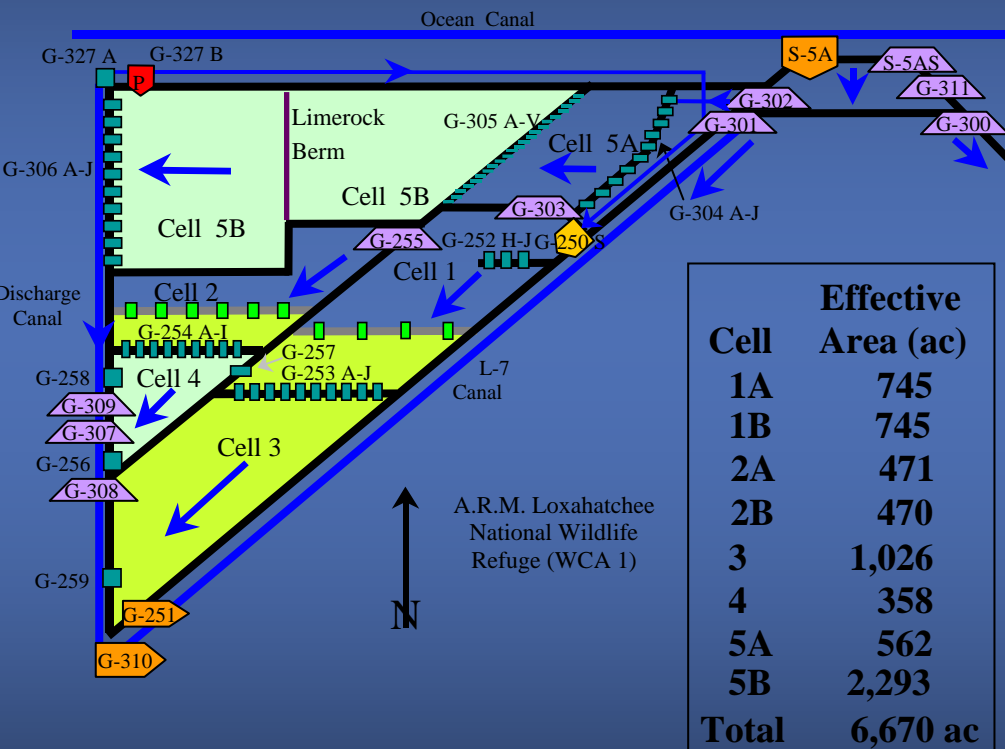 Ocean Canal
G-327 A
G-327 B
P
S-5A
S-5AS
G-311
G-302
G-301
G-300
Limerock
Berm
G-305 A-V
Cell 5A
G-306 A-J
Cell 5B
Cell 5B
G-303
G-304 A-J
G-255
G-252 H-J
G-250 S
Cell 1
Discharge
Canal
Cell 2
G-254 A-I
G-257
G-253 A-J
L-7
Canal
G-258
Cell 4
G-309
G-307
G-256
G-308
Cell 3
A.R.M. Loxahatchee
National Wildlife
Refuge (WCA 1)
N
G-259
G-251
G-310
Effective
Cell Area (ac)
1A 745
1B 745
2A 471
2B 470
3 1,026
4 358
5A 562
5B 2,293
Total 6,670 ac